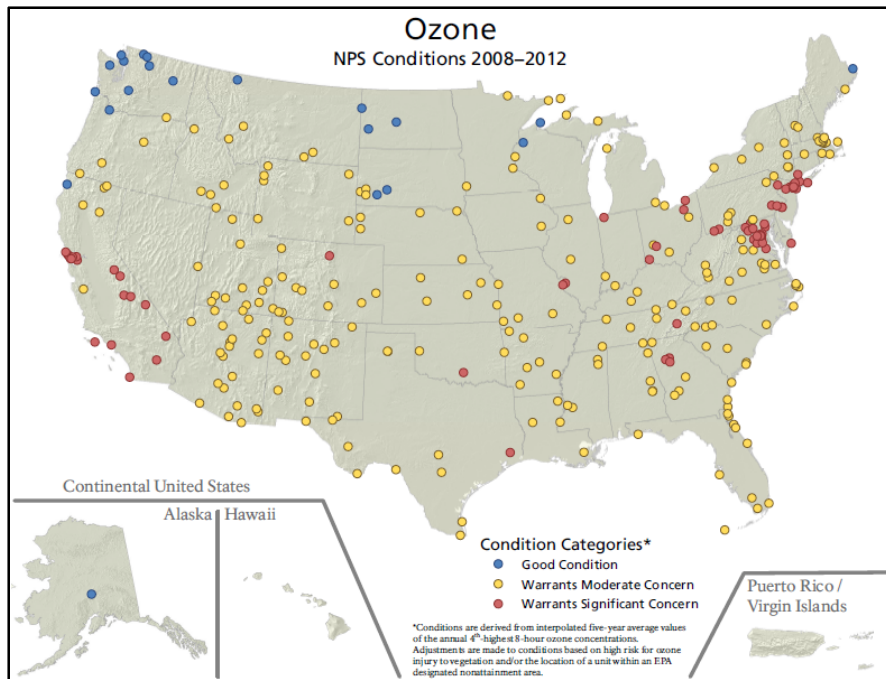 Ozone
NPS Conditions 2008–2012
Continental United States
Alaska
Hawaii
Condition Categories*
Good Condition
Warrants Moderate Concern
Warrants Significant Concern
*Conditions are derived from interpolated five-year average values
of the annual 4th-highest 8-hour ozone concentrations.
Adjustments are made to conditions based on high risk for ozone
injury to vegetation and/or the location of a unit within an EPA
designated nonattainment area.
Puerto Rico /
Virgin Islands